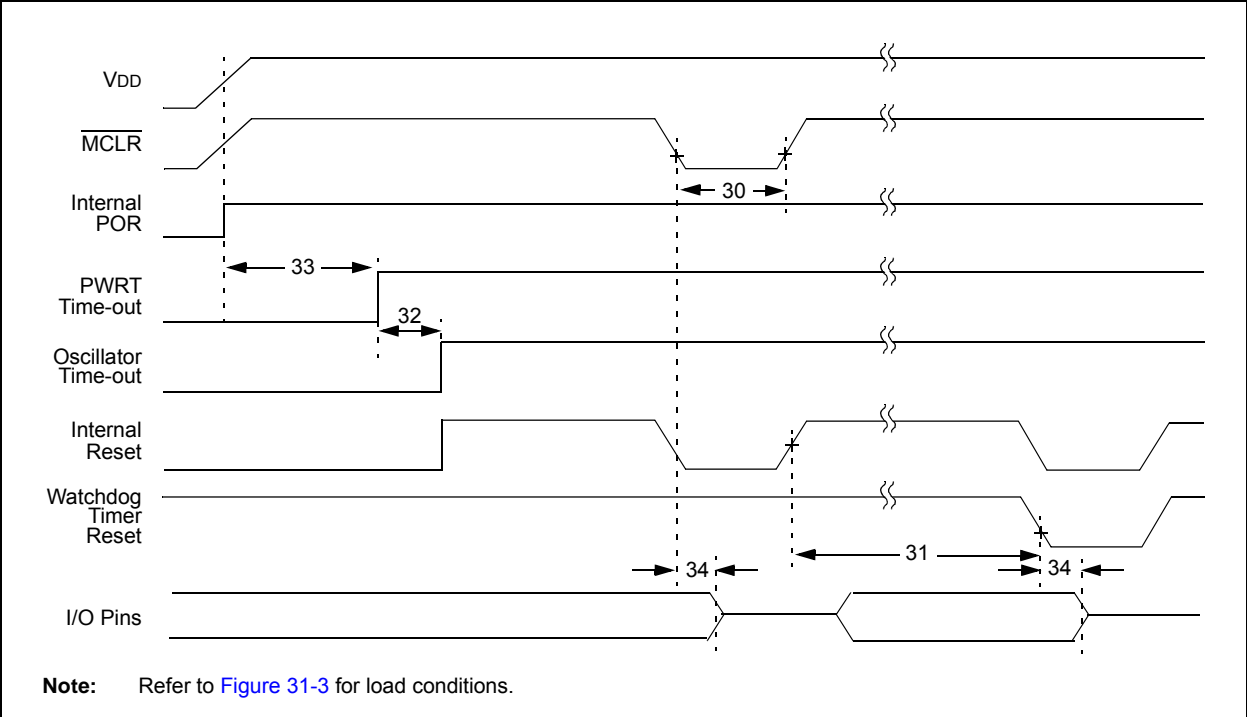 VDD
MCLR
30
Internal
POR
33
PWRT
Time-out
32
Oscillator
Time-out
Internal
Reset
Watchdog
Timer
Reset
31
34
34
I/O Pins
Note: Refer to Figure 31-3 for load conditions.